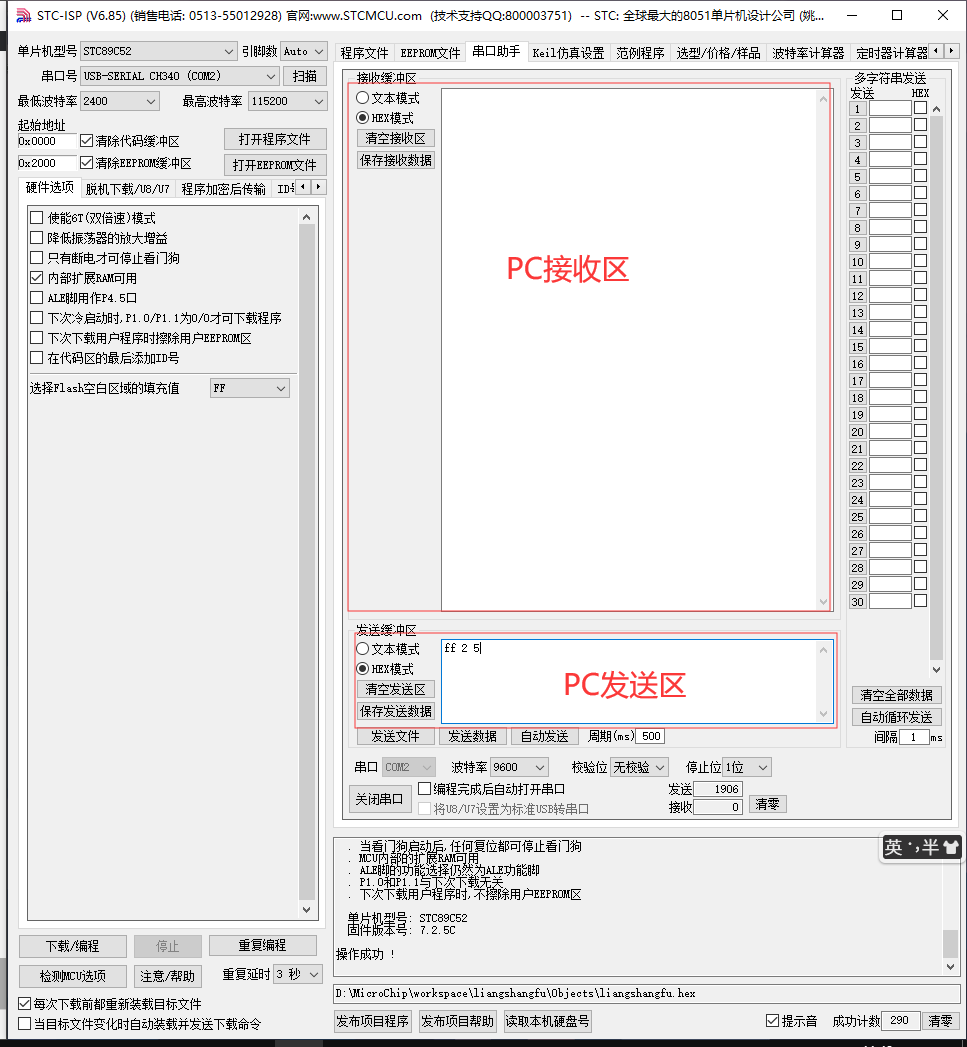 STC-ISP (V6.85) (销售电话: 0513-55012928) 官网:www.STCMCU.com (技术支持QQ:800003751) -- STC: 全球最大的8051单片机设计公司 (姚...
单片机型号 STC89C52 引脚数 Auto
串口号 USB-SERIAL CH340 (COM2) 扫描
最低波特率 2400 最高波特率 115200
起始地址
0x0000 清除代码缓冲区 打开程序文件
0x2000 清除EEPROM缓冲区 打开EEPROM文件
硬件选项 脱机下载/U8/U7 程序加密后传输
使能6T(双倍速)模式
降低振荡器的放大增益
只有断电才可停止看门狗
内部扩展RAM可用
ALE脚用作P4.5口
下次冷启动时,P1.0/P1.1为0/0才可下载程序
下次下载用户程序时擦除用户EEPROM区
在代码区的最后添加ID号
选择Flash空白区域的填充值 FF
下载/编程 停止 重复编程
检测MCU选项 注意/帮助 重复延时 3 秒
每次下载前都重新装载目标文件
当目标文件变化时自动装载并发送下载命令
程序文件 EEPROM文件 串口助手 Keil仿真设置 范例程序 选型/价格/样品 波特率计算器 定时器计算器
接收缓冲区
文本模式
HEX模式
清空接收区
保存接收数据
PC接收区
发送缓冲区
文本模式
HEX模式
清空发送区
保存发送数据
ff 2 5
PC发送区
发送文件 发送数据 自动发送 周期(ms) 500
串口 COM2 波特率 9600 校验位 无校验 停止位 1位
关闭串口 编程完成后自动打开串口 发送 1906
将U8/U7设置为标准USB转串口 接收 0 清零
多字符串发送
发送 HEX
1
2
3
4
5
6
7
8
9
10
11
12
13
14
15
16
17
18
19
20
21
22
23
24
25
26
27
28
29
30
清空全部数据
自动循环发送
间隔 1 ms
. 当看门狗启动后,任何复位都可停止看门狗
. MCU内部的扩展RAM可用
. ALE脚的功能选择仍然为ALE功能脚
. P1.0和P1.1与下次下载无关
. 下次下载用户程序时,不擦除用户EEPROM区
单片机型号: STC89C52
固件版本号: 7.2.5C
操作成功 !
英 半
D:\MicroChip\workspace\liangshangfu\Objects\liangshangfu.hex
发布项目程序 发布项目帮助 读取本机硬盘号 提示音 成功计数 290 清零